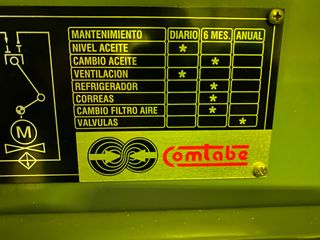 MANTENIMIENTO DIARIO 6 MES. ANUAL
NIVEL ACEITE *
CAMBIO ACEITE *
VENTILACION *
REFRIGERADOR *
CORREAS *
CAMBIO FILTRO AIRE *
VALVULAS *
M
Comtabe